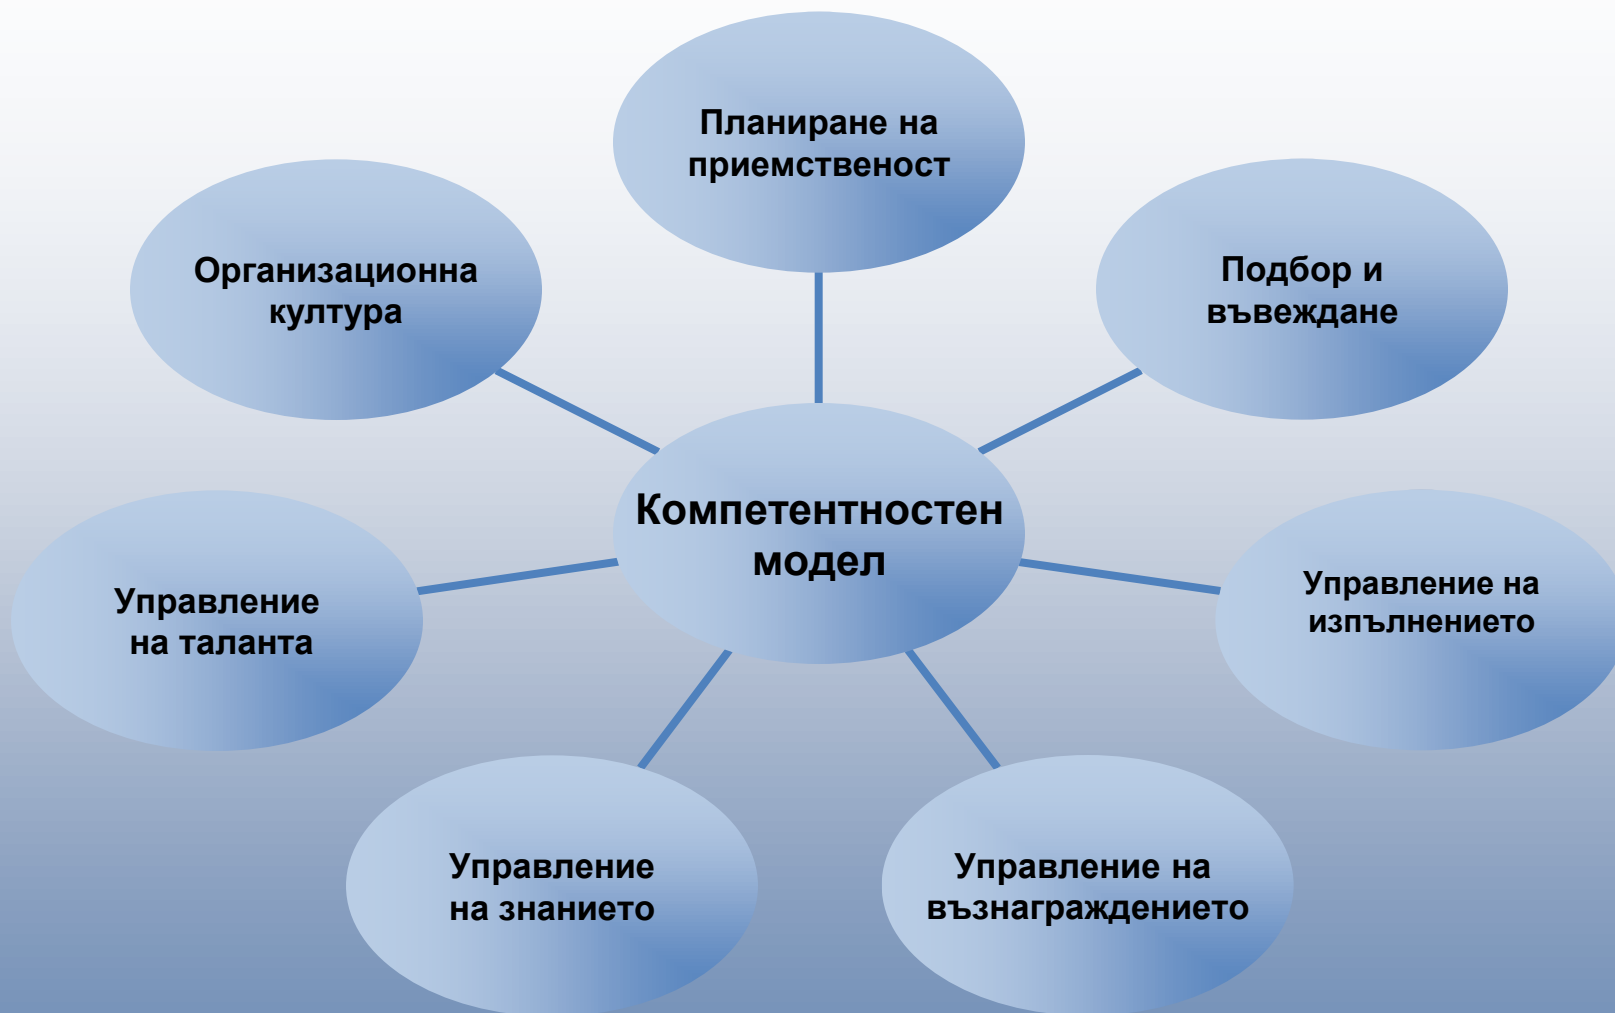 Планиране на
приемственост
Организационна
култура
Подбор и
въвеждане
Компетентностен
модел
Управление
на таланта
Управление на
изпълнението
Управление
на знанието
Управление на
възнаграждението